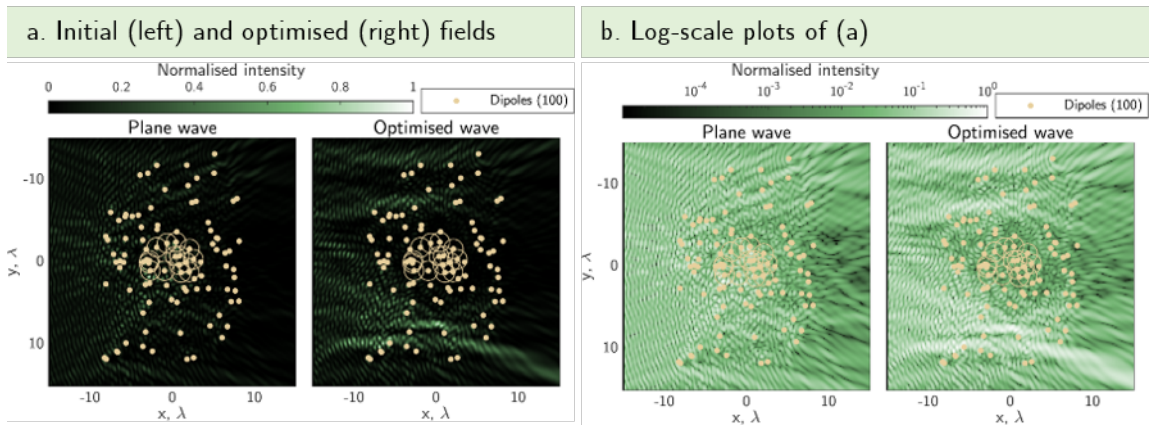 a. Initial (left) and optimised (right) fields
Normalised intensity
0 0.2 0.4 0.6 0.8 1
Dipoles (100)
Plane wave
Optimised wave
-10
0
10
y, λ
-10 0 10
-10 0 10
x, λ
x, λ
b. Log-scale plots of (a)
Normalised intensity
10⁻⁴ 10⁻³ 10⁻² 10⁻¹ 10⁰
Dipoles (100)
Plane wave
Optimised wave
-10
0
10
y, λ
-10 0 10
-10 0 10
x, λ
x, λ